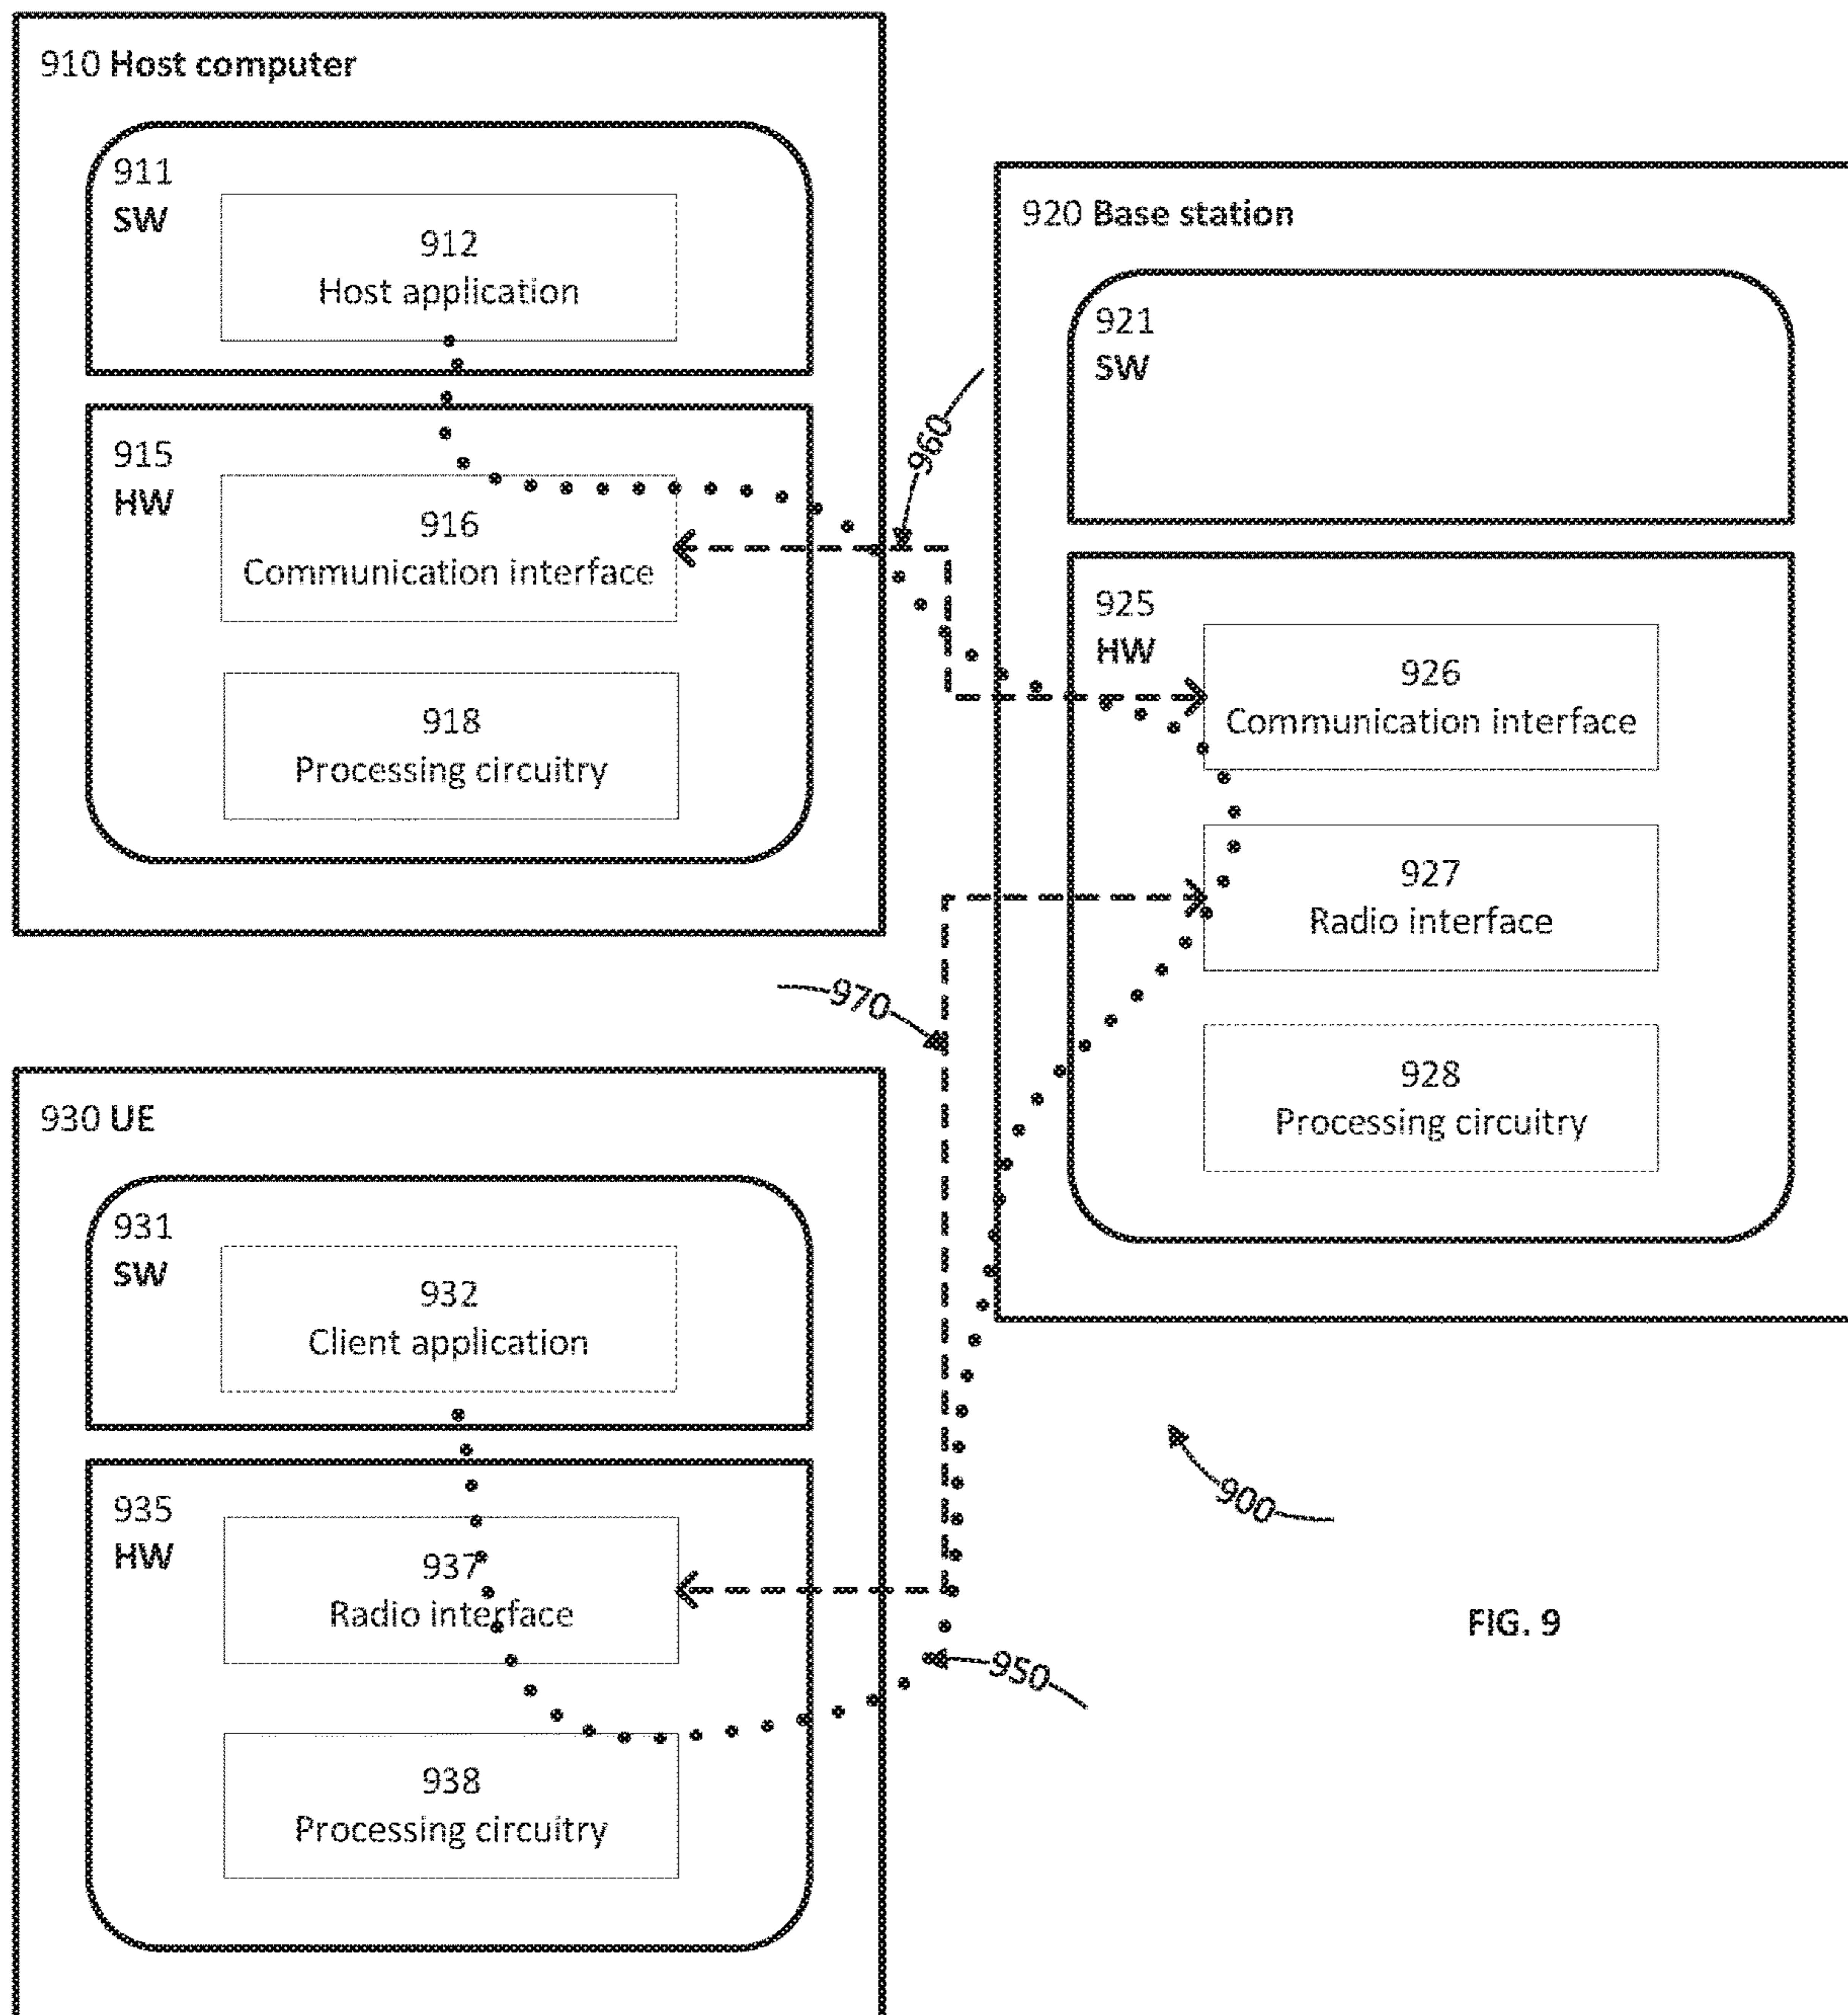 910 Host computer
911
SW
912
Host application
915
HW
916
Communication interface
918
Processing circuitry
960
920 Base station
921
SW
925
HW
926
Communication interface
927
Radio interface
928
Processing circuitry
970
930 UE
931
SW
932
Client application
935
HW
937
Radio interface
938
Processing circuitry
900
950
FIG. 9